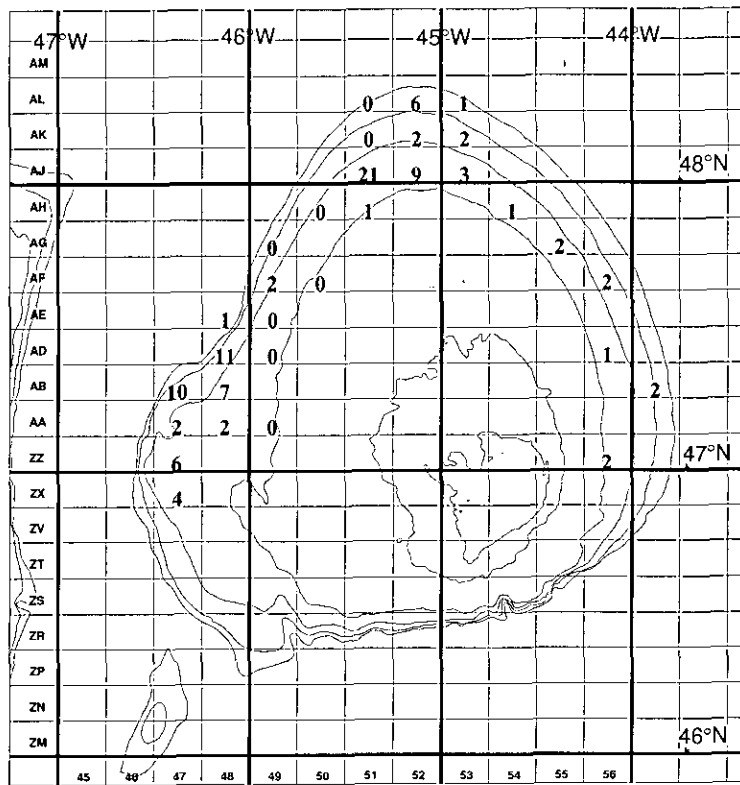 47°W 46°W 45°W 44°W
AM
AL 0 6 1
AK 0 2 2
AJ 21 9 3 48°N
AH 0 1 1
AG 0 2
AF 2 0 2
AE 1 0
AD 11 0 1
AB 10 7 2
AA 2 2 0
ZZ 6 2 47°N
ZX 4
ZV
ZT
ZS
ZR
ZP
ZN
ZM 46°N
45 46 47 48 49 50 51 52 53 54 55 56